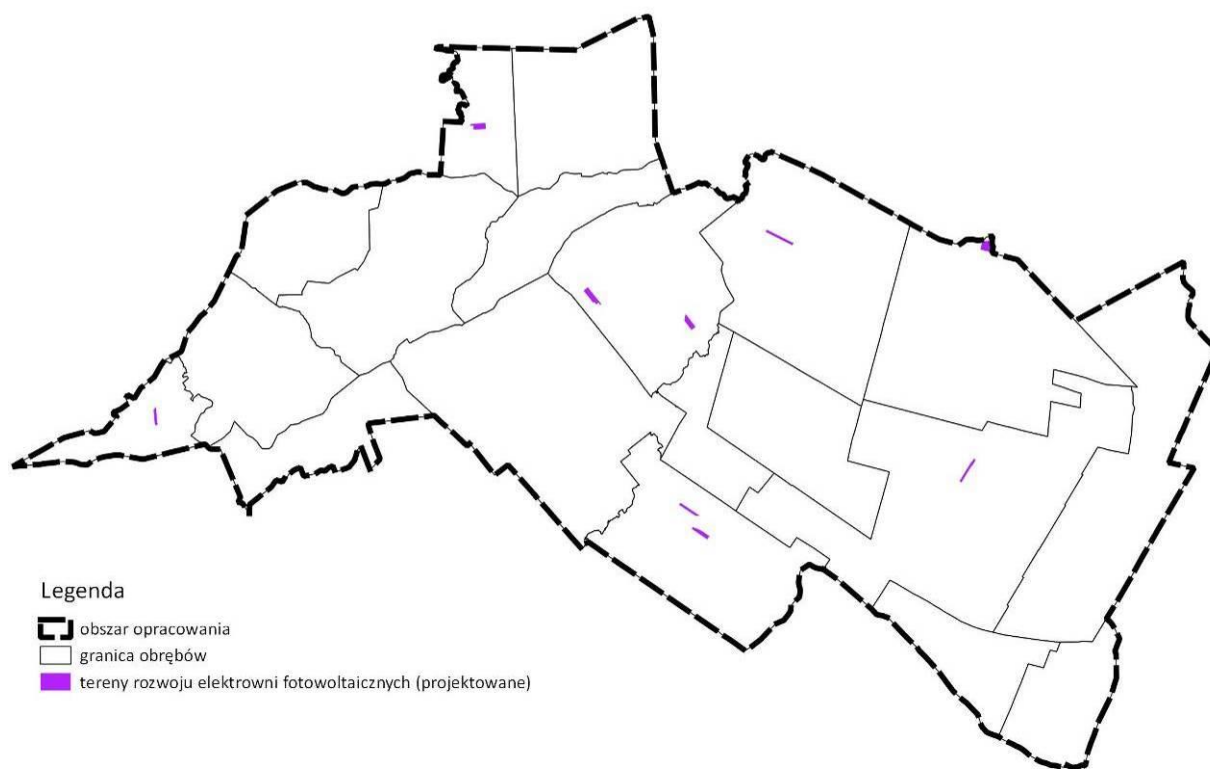 Legenda
obszar opracowania
granica obrębów
tereny rozwoju elektrowni fotowoltaicznych (projektowane)